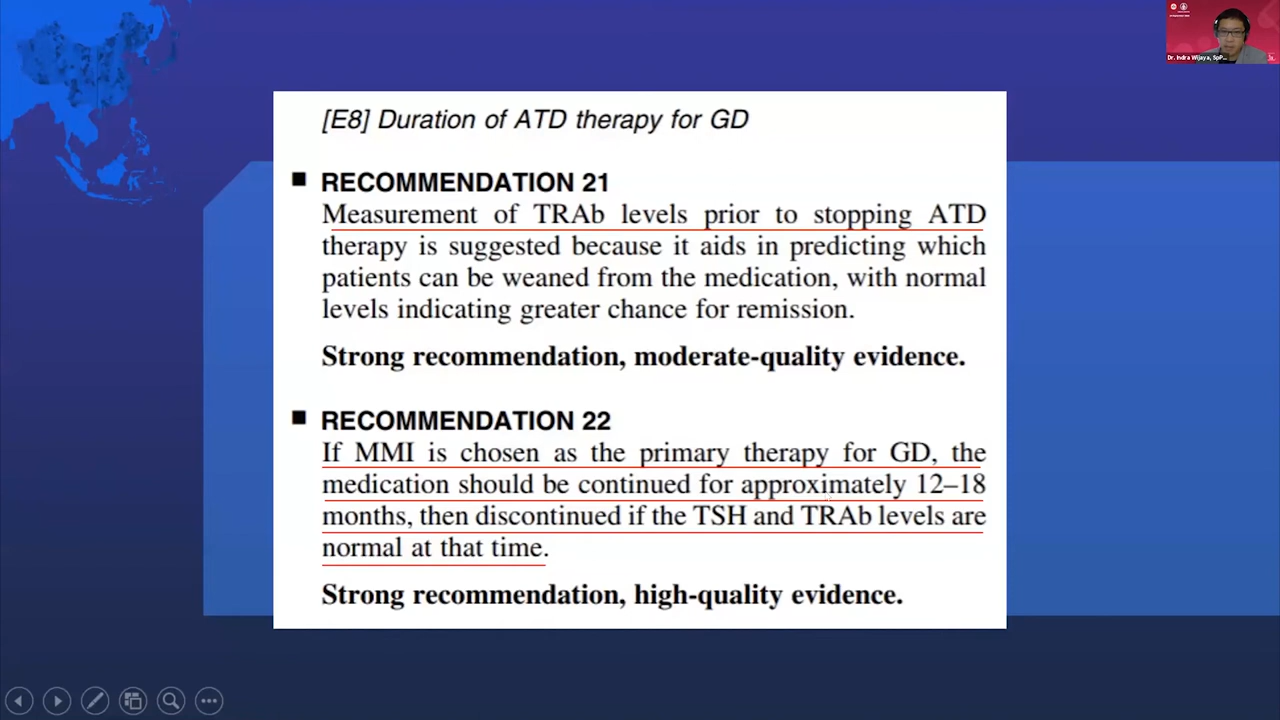 Dr. Indra Wijaya, SpP...
[E8] Duration of ATD therapy for GD
■ RECOMMENDATION 21
Measurement of TRAb levels prior to stopping ATD
therapy is suggested because it aids in predicting which
patients can be weaned from the medication, with normal
levels indicating greater chance for remission.
Strong recommendation, moderate-quality evidence.
■ RECOMMENDATION 22
If MMI is chosen as the primary therapy for GD, the
medication should be continued for approximately 12–18
months, then discontinued if the TSH and TRAb levels are
normal at that time.
Strong recommendation, high-quality evidence.